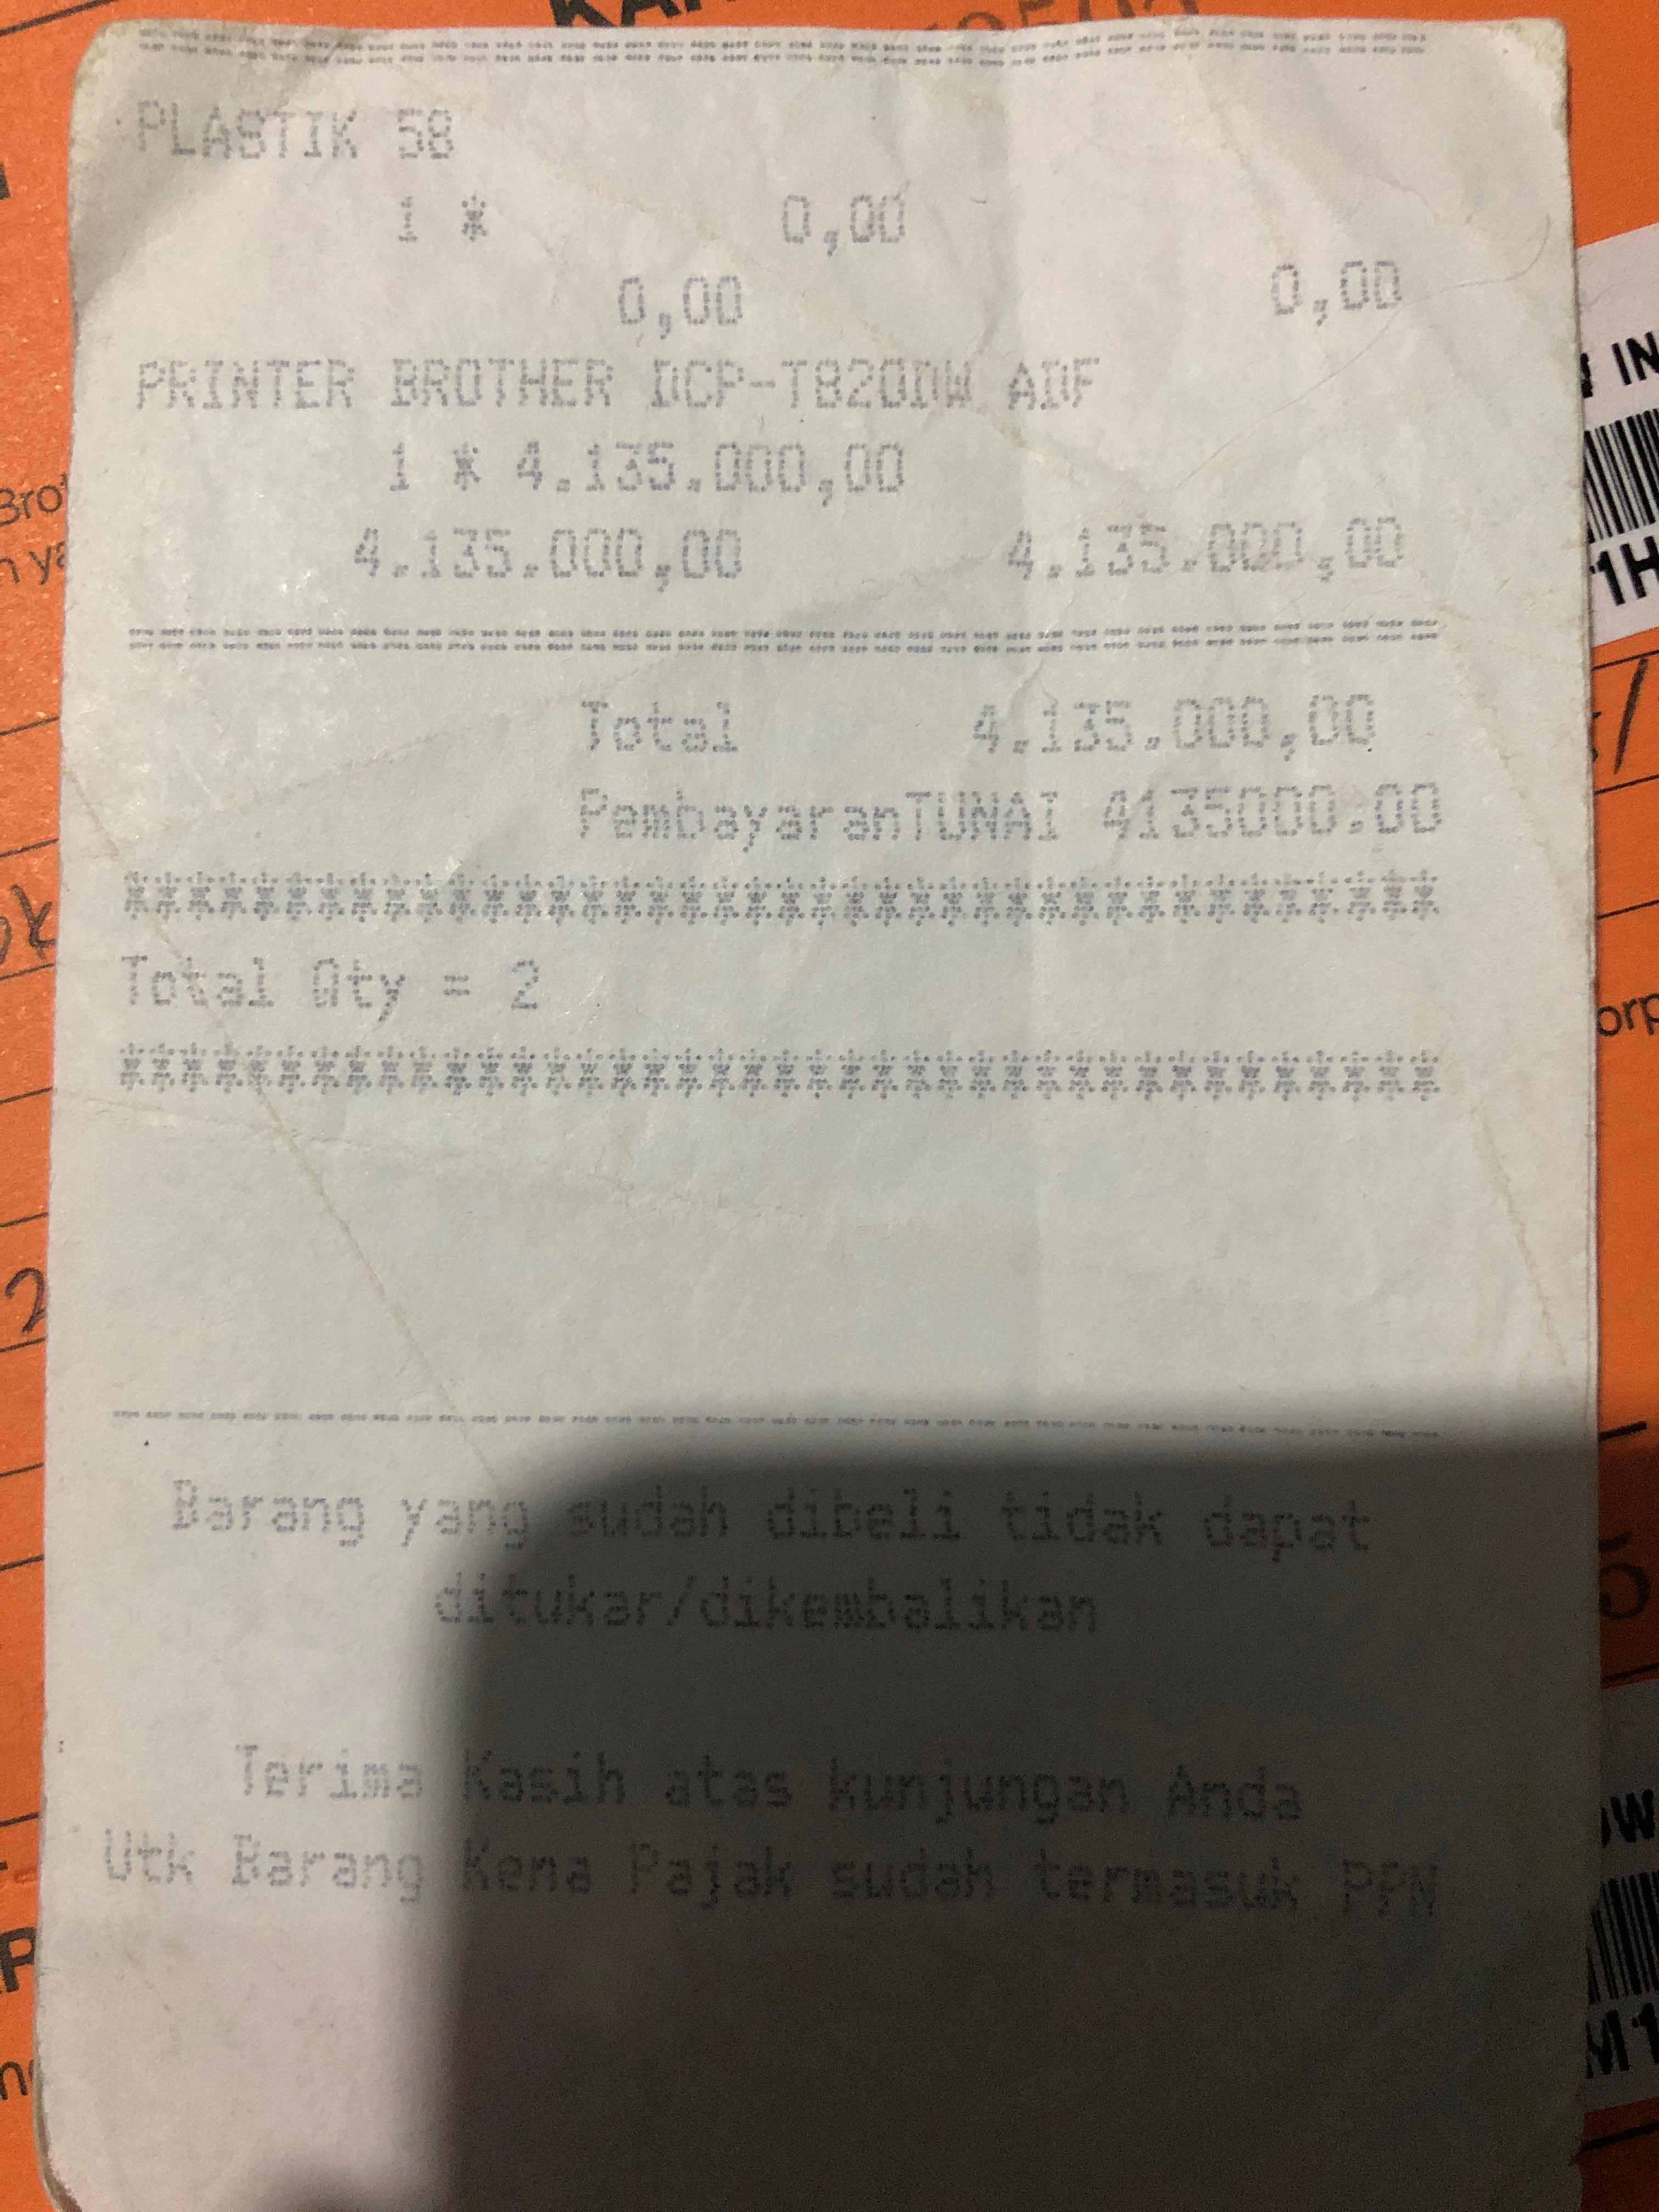 ================================
PLASTIK 58
1 * 0,00
0,00 0,00
PRINTER BROTHER DCP-T820DW ADF
1 * 4.135.000,00
4.135.000,00 4.135.000,00
================================
Total 4.135.000,00
PembayaranTUNAI 4135000.00
****************************************
Total Qty = 2
****************************************
----------------------------------------
Barang yang sudah dibeli tidak dapat
ditukar/dikembalikan
Terima Kasih atas kunjungan Anda
Utk Barang Kena Pajak sudah termasuk PPN